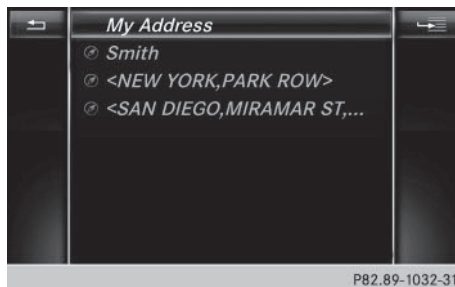 My Address
Smith
<NEW YORK,PARK ROW>
<SAN DIEGO,MIRAMAR ST,...
P82.89-1032-31